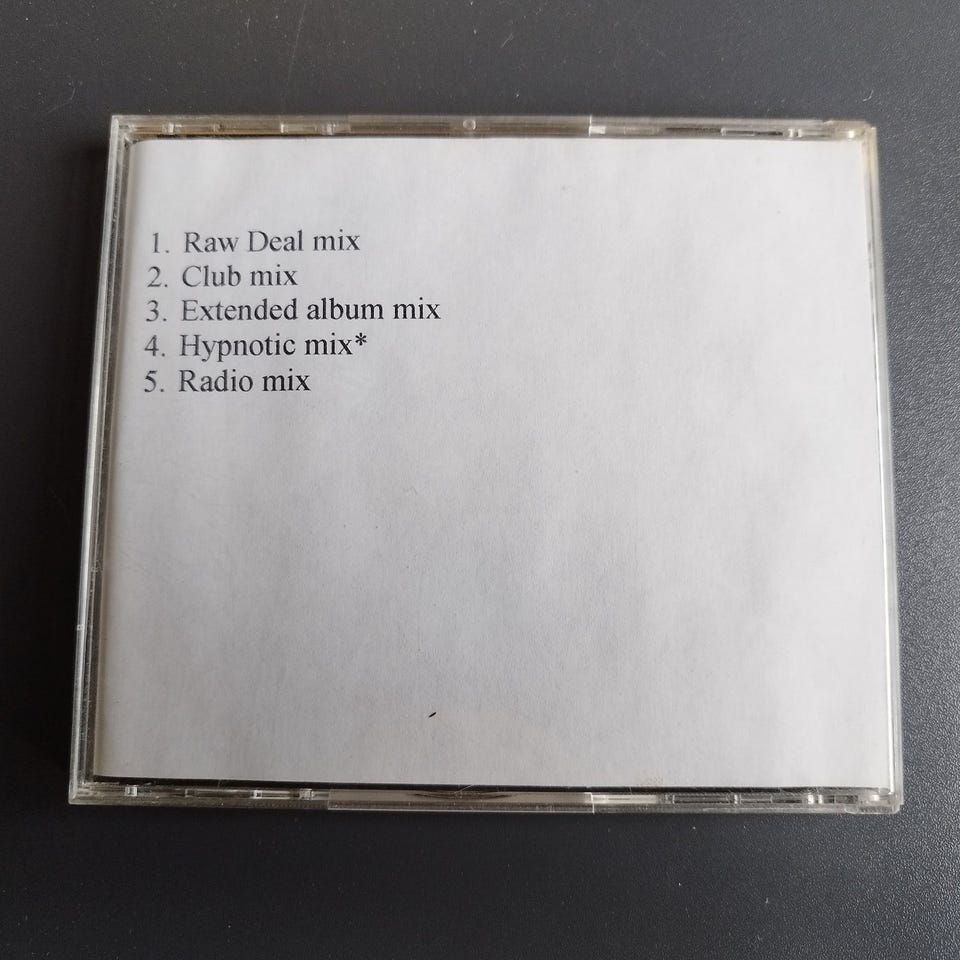 1. Raw Deal mix
2. Club mix
3. Extended album mix
4. Hypnotic mix*
5. Radio mix